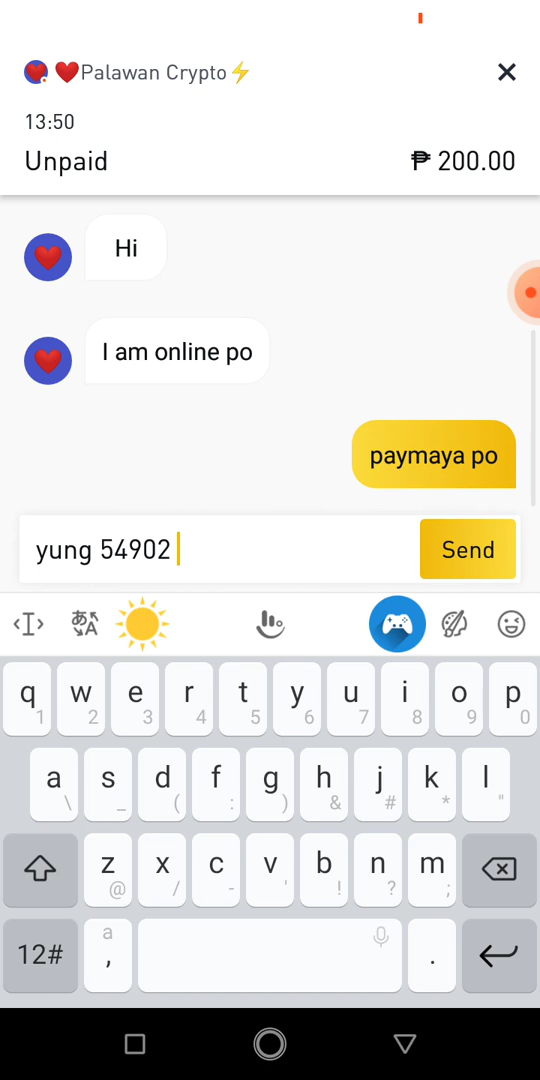 ❤️Palawan Crypto⚡
13:50
Unpaid ₱ 200.00
Hi
I am online po
paymaya po
yung 54902 Send
q w e r t y u i o p
1 2 3 4 5 6 7 8 9 0
a s d f g h j k l
\ _ ( : ) & # * "
z x c v b n m
@ / - ' ! ? ;
a
12# , .